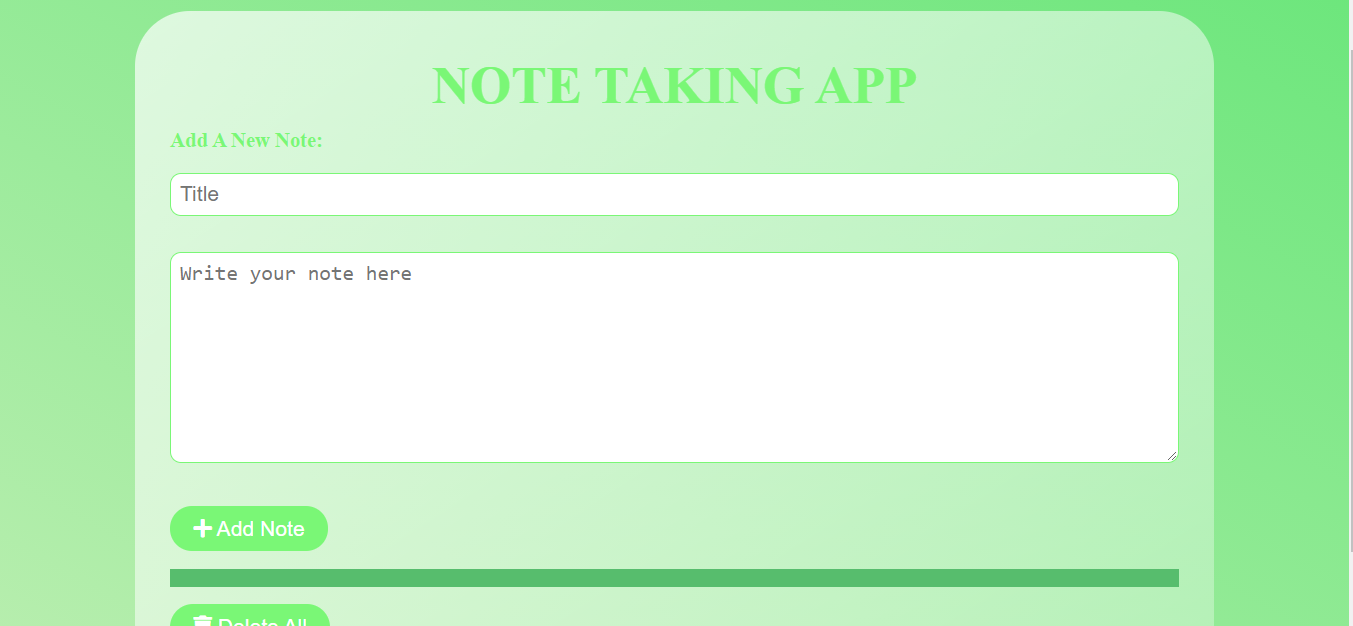 NOTE TAKING APP
Add A New Note:
Title
Write your note here
Add Note
Delete All